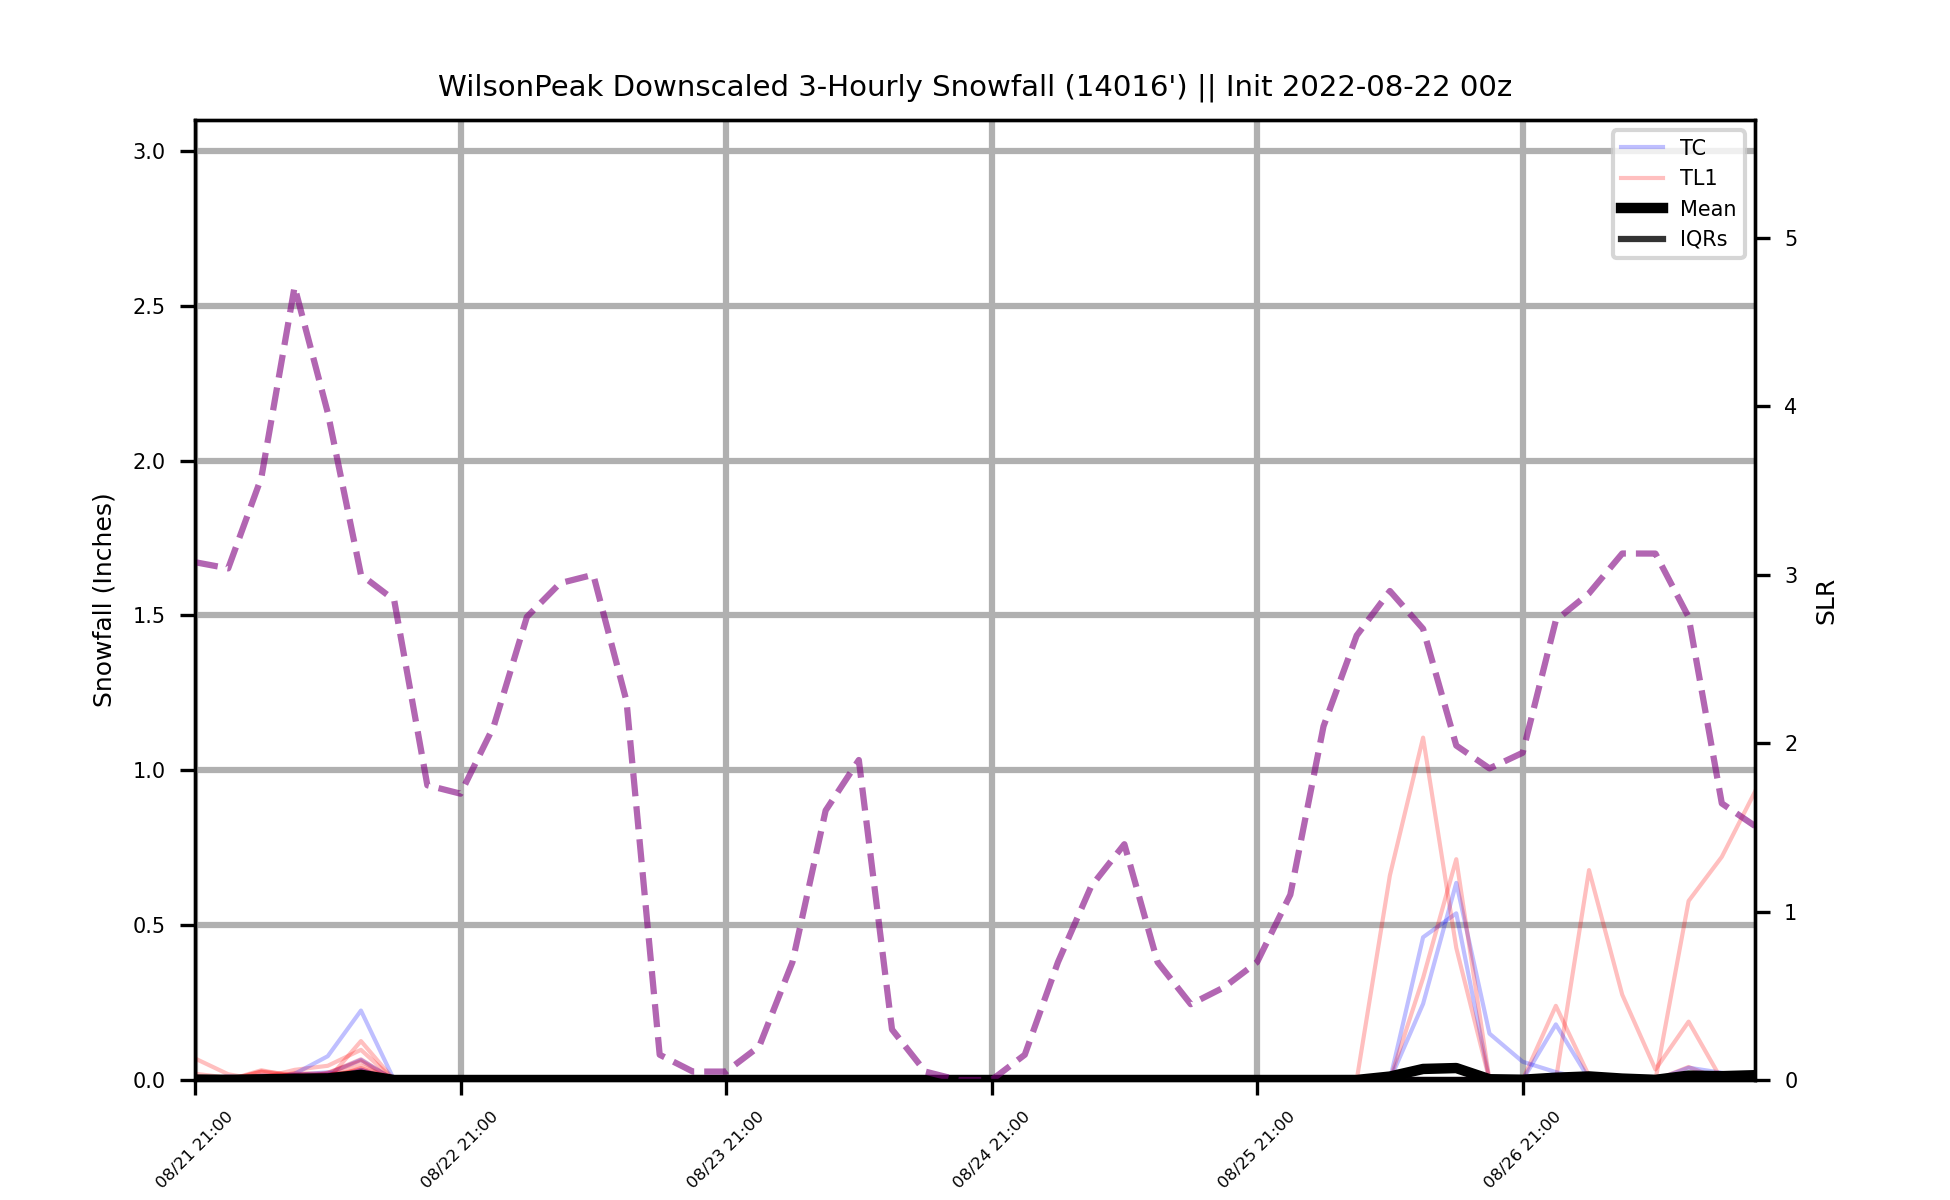 WilsonPeak Downscaled 3-Hourly Snowfall (14016') || Init 2022-08-22 00z
TC
TL1
Mean
IQRs
Snowfall (Inches)
3.0
2.5
2.0
1.5
1.0
0.5
0.0
SLR
5
4
3
2
1
0
08/21 21:00
08/22 21:00
08/23 21:00
08/24 21:00
08/25 21:00
08/26 21:00